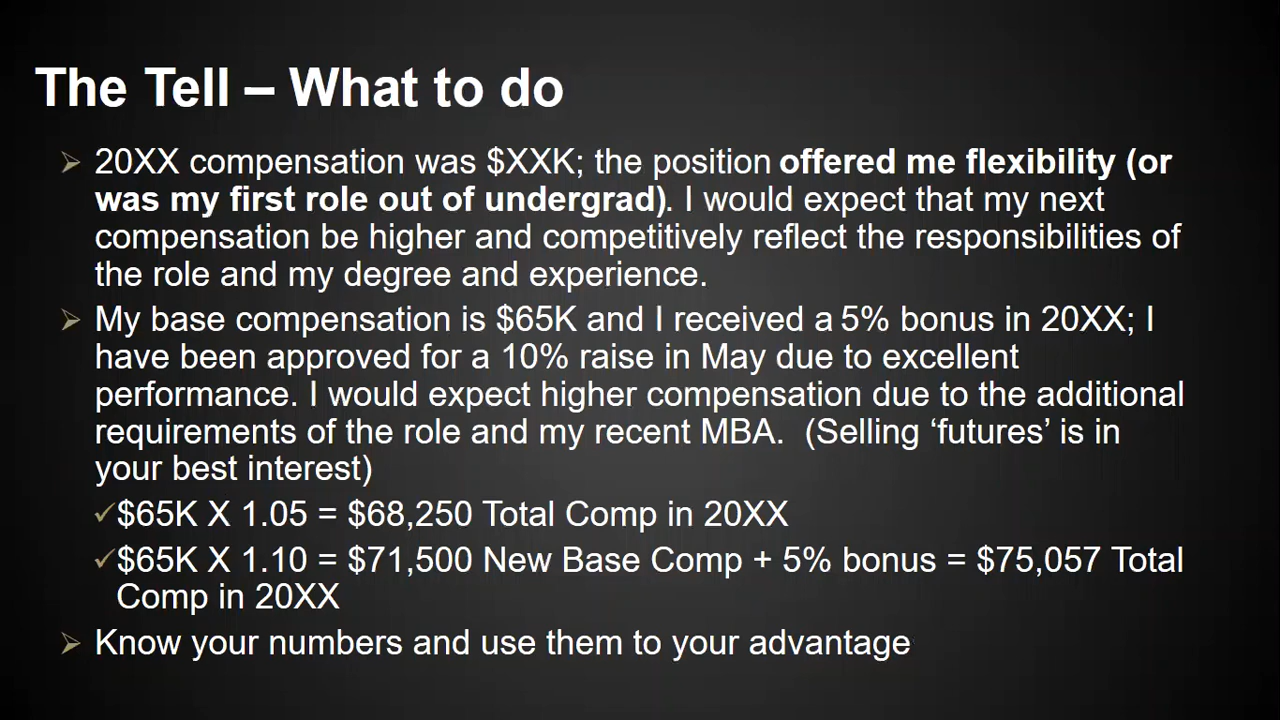 The Tell – What to do
20XX compensation was $XXK; the position offered me flexibility (or
was my first role out of undergrad). I would expect that my next
compensation be higher and competitively reflect the responsibilities of
the role and my degree and experience.
My base compensation is $65K and I received a 5% bonus in 20XX; I
have been approved for a 10% raise in May due to excellent
performance. I would expect higher compensation due to the additional
requirements of the role and my recent MBA.  (Selling ‘futures’ is in
your best interest)
$65K X 1.05 = $68,250 Total Comp in 20XX
$65K X 1.10 = $71,500 New Base Comp + 5% bonus = $75,057 Total
Comp in 20XX
Know your numbers and use them to your advantage